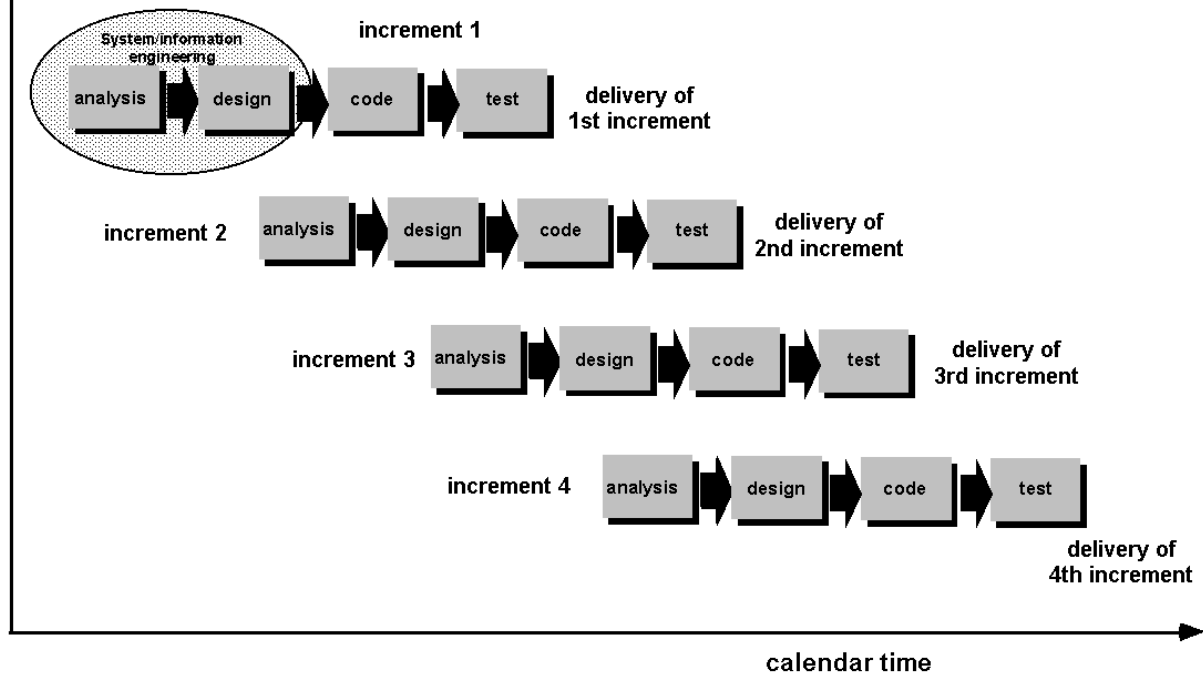 increment 1
System/information
engineering
analysis
design
code
test
delivery of
1st increment
increment 2
analysis
design
code
test
delivery of
2nd increment
increment 3
analysis
design
code
test
delivery of
3rd increment
increment 4
analysis
design
code
test
delivery of
4th increment
calendar time